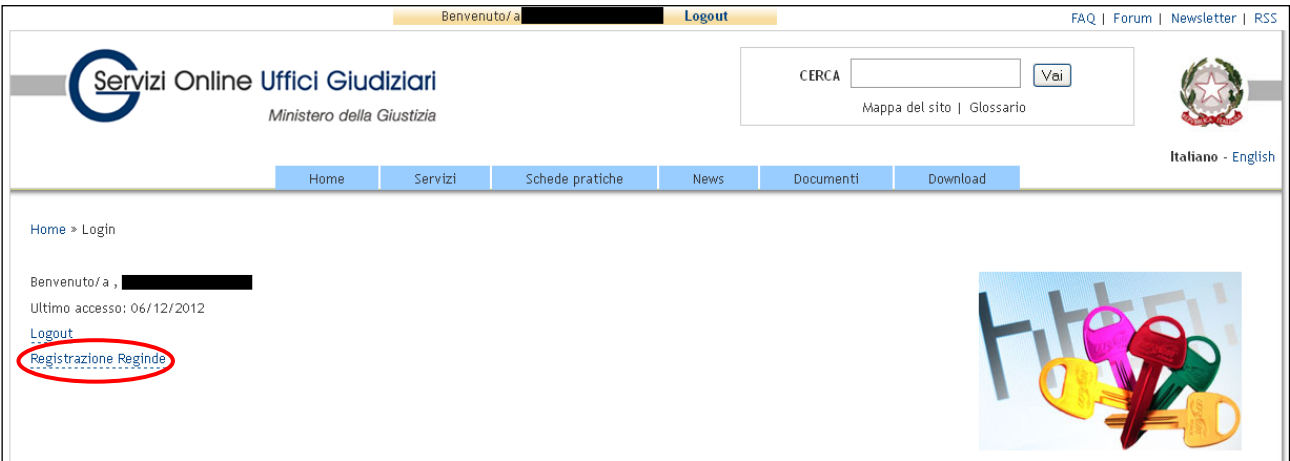 Benvenuto/a Logout
FAQ | Forum | Newsletter | RSS
Servizi Online Uffici Giudiziari
Ministero della Giustizia
CERCA Vai
Mappa del sito | Glossario
Italiano - English
Home Servizi Schede pratiche News Documenti Download
Home » Login
Benvenuto/a ,
Ultimo accesso: 06/12/2012
Logout
Registrazione Reginde